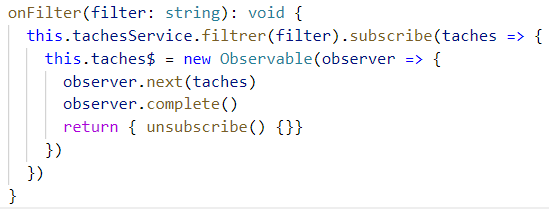 onFilter(filter: string): void {
  this.tachesService.filtrer(filter).subscribe(taches => {
    this.taches$ = new Observable(observer => {
      observer.next(taches)
      observer.complete()
      return { unsubscribe() {}}
    })
  })
}